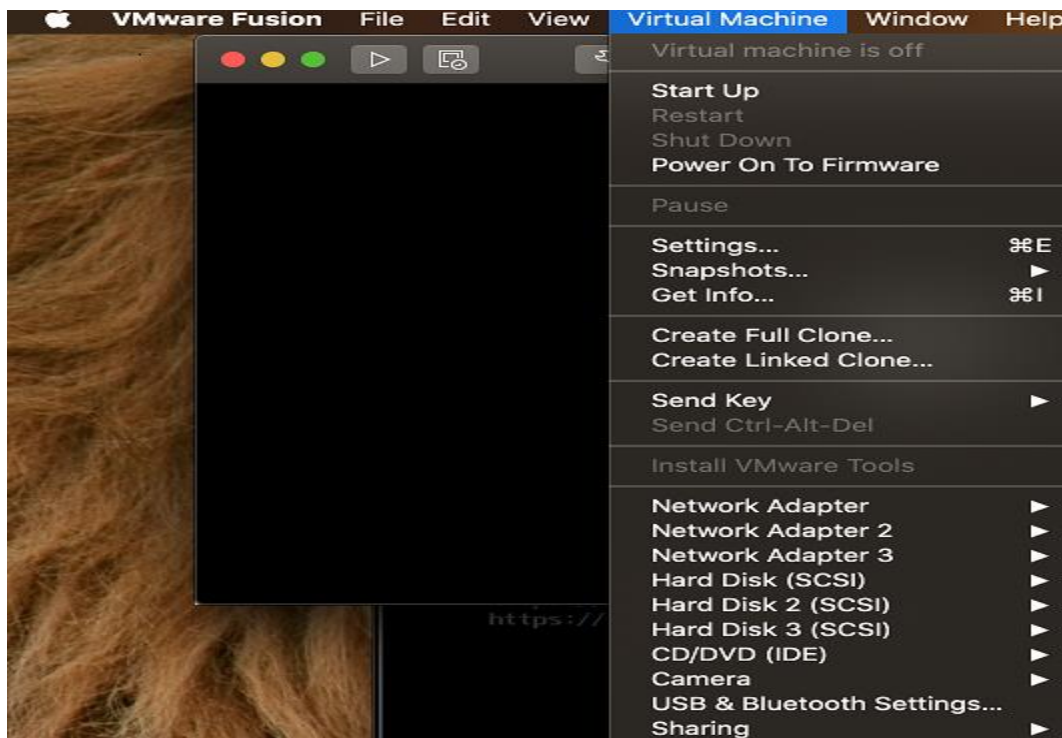 VMware Fusion File Edit View Virtual Machine Window Help
Virtual machine is off
Start Up
Restart
Shut Down
Power On To Firmware
Pause
Settings... ⌘E
Snapshots... ▶
Get Info... ⌘I
Create Full Clone...
Create Linked Clone...
Send Key ▶
Send Ctrl-Alt-Del
Install VMware Tools
Network Adapter ▶
Network Adapter 2 ▶
Network Adapter 3 ▶
Hard Disk (SCSI) ▶
Hard Disk 2 (SCSI) ▶
Hard Disk 3 (SCSI) ▶
CD/DVD (IDE) ▶
Camera ▶
USB & Bluetooth Settings...
Sharing ▶
https://